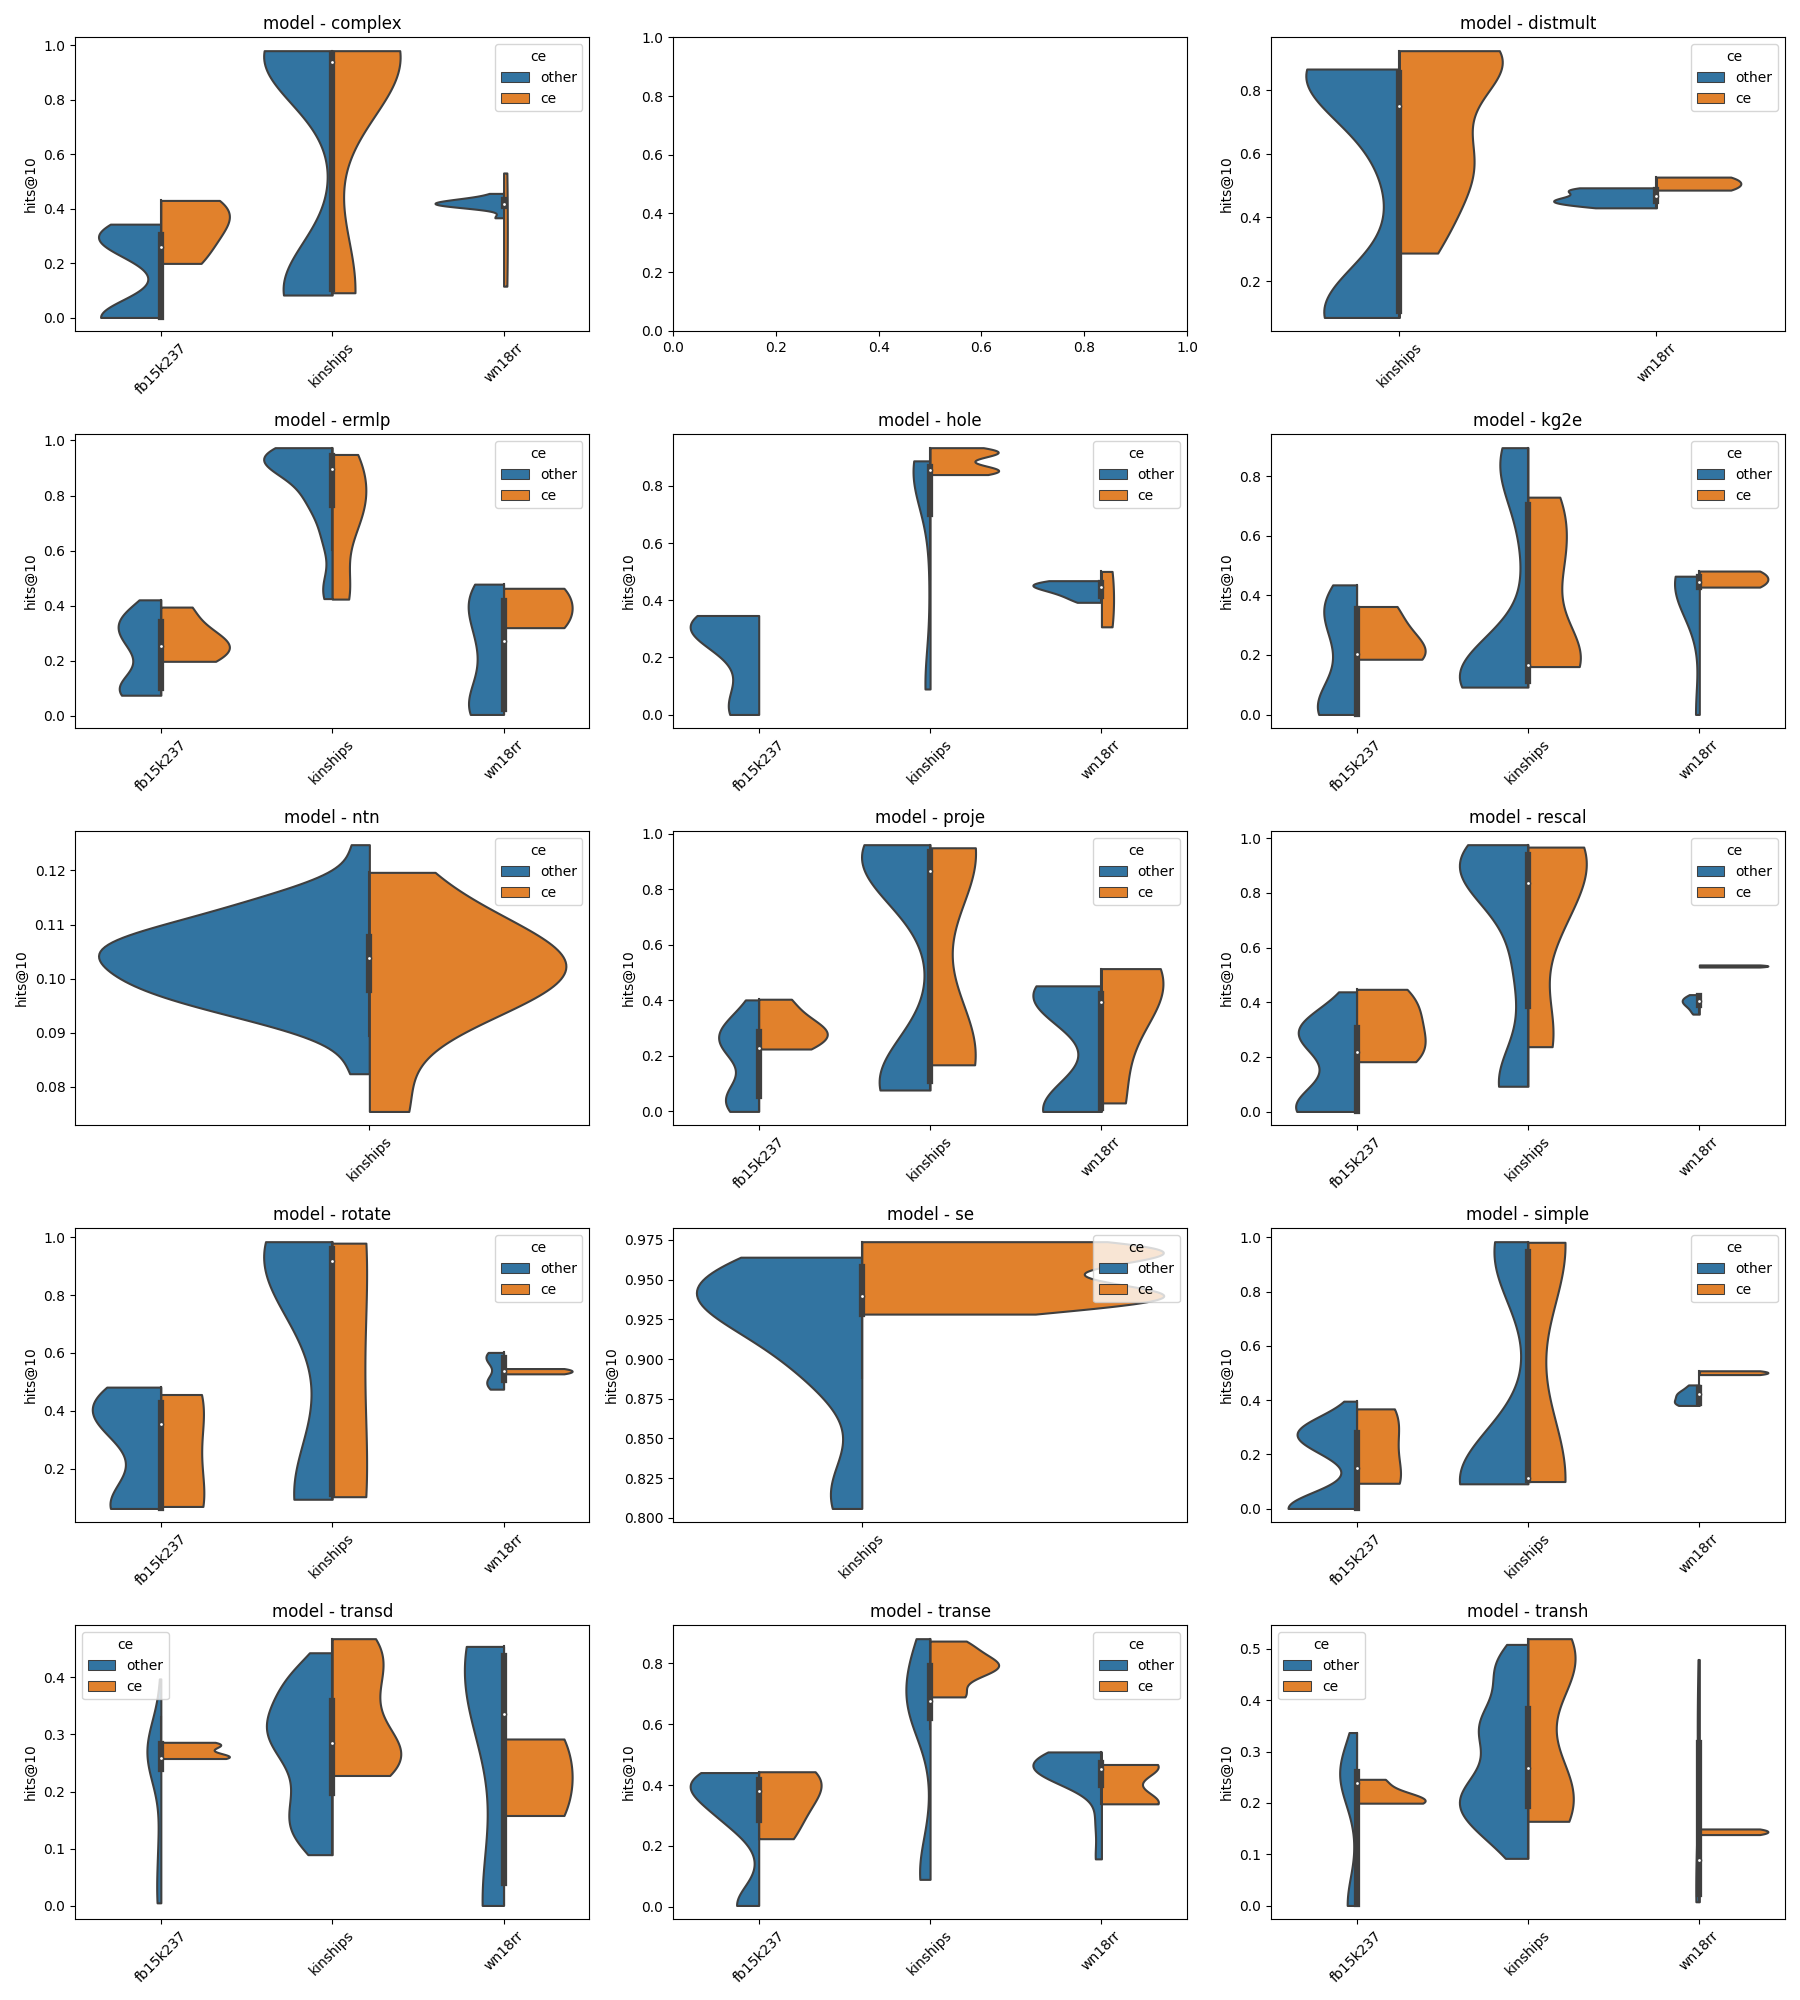 model - complex
hits@10
1.0
0.8
0.6
0.4
0.2
0.0
fb15k237
kinships
wn18rr
ce
other
ce
1.0
0.8
0.6
0.4
0.2
0.0
0.0
0.2
0.4
0.6
0.8
1.0
model - distmult
hits@10
0.8
0.6
0.4
0.2
kinships
wn18rr
ce
other
ce
model - ermlp
hits@10
1.0
0.8
0.6
0.4
0.2
0.0
fb15k237
kinships
wn18rr
ce
other
ce
model - hole
hits@10
0.8
0.6
0.4
0.2
0.0
fb15k237
kinships
wn18rr
ce
other
ce
model - kg2e
hits@10
0.8
0.6
0.4
0.2
0.0
fb15k237
kinships
wn18rr
ce
other
ce
model - ntn
hits@10
0.12
0.11
0.10
0.09
0.08
kinships
ce
other
ce
model - proje
hits@10
1.0
0.8
0.6
0.4
0.2
0.0
fb15k237
kinships
wn18rr
ce
other
ce
model - rescal
hits@10
1.0
0.8
0.6
0.4
0.2
0.0
fb15k237
kinships
wn18rr
ce
other
ce
model - rotate
hits@10
1.0
0.8
0.6
0.4
0.2
fb15k237
kinships
wn18rr
ce
other
ce
model - se
hits@10
0.975
0.950
0.925
0.900
0.875
0.850
0.825
0.800
kinships
ce
other
ce
model - simple
hits@10
1.0
0.8
0.6
0.4
0.2
0.0
fb15k237
kinships
wn18rr
ce
other
ce
model - transd
hits@10
0.4
0.3
0.2
0.1
0.0
fb15k237
kinships
wn18rr
ce
other
ce
model - transe
hits@10
0.8
0.6
0.4
0.2
0.0
fb15k237
kinships
wn18rr
ce
other
ce
model - transh
hits@10
0.5
0.4
0.3
0.2
0.1
0.0
fb15k237
kinships
wn18rr
ce
other
ce